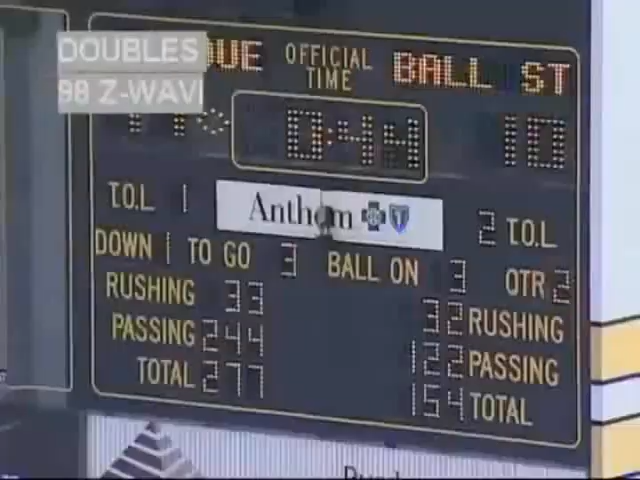 DOUBLES
98 Z-WAVI
UE OFFICIAL TIME BALL ST
0:44 10
T.O.L 1 Anthem 2 T.O.L
DOWN 1 TO GO 3 BALL ON 3 QTR 2
RUSHING 33 32 RUSHING
PASSING 244 122 PASSING
TOTAL 277 154 TOTAL